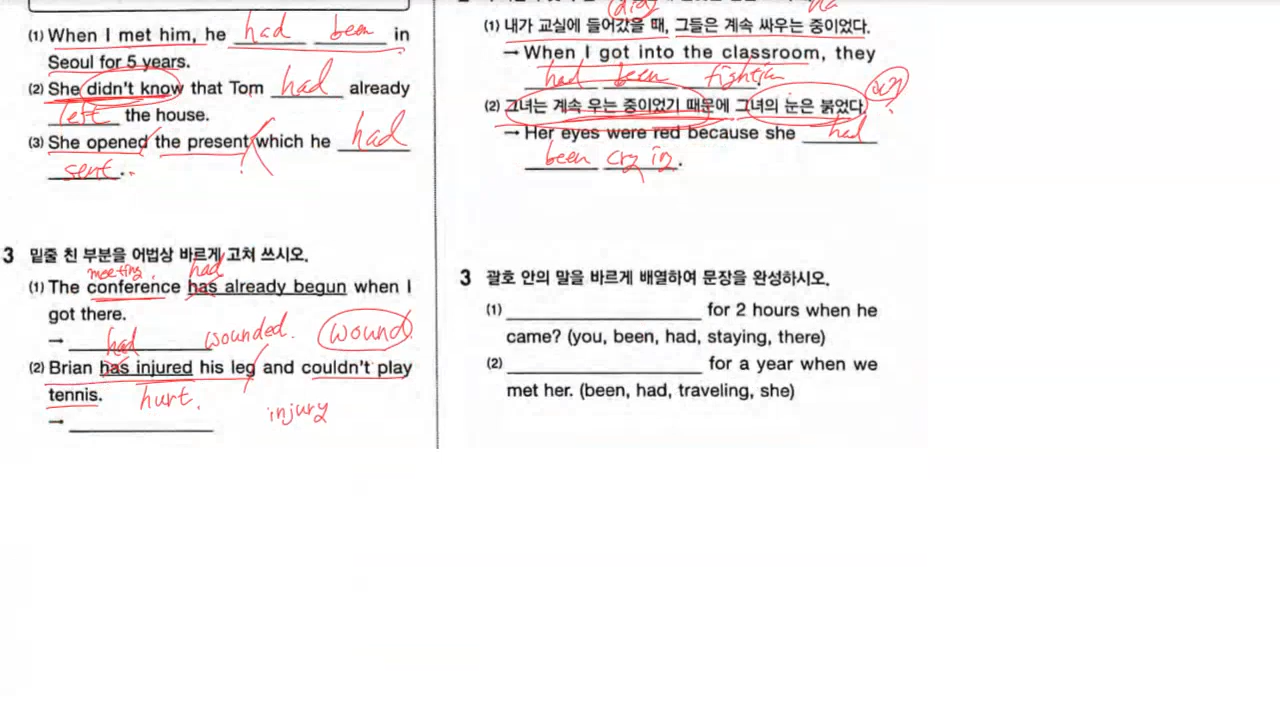 (1) When I met him, he had been in
Seoul for 5 years.
(2) She didn't know that Tom had already
left the house.
(3) She opened the present which he had
sent.
3 밑줄 친 부분을 어법상 바르게 고쳐 쓰시오.
meeting. had
(1) The conference has already begun when I
got there.
→
had wounded. wound
(2) Brian has injured his leg and couldn't play
tennis. hurt.
→ injury
(1) 내가 교실에 들어갔을 때, 그들은 계속 싸우는 중이었다.
→ When I got into the classroom, they
had been
(2) 그녀는 계속 우는 중이었기 때문에 그녀의 눈은 붉었다.
→ Her eyes were red because she had
been crying.
3 괄호 안의 말을 바르게 배열하여 문장을 완성하시오.
(1) for 2 hours when he
came? (you, been, had, staying, there)
(2) for a year when we
met her. (been, had, traveling, she)